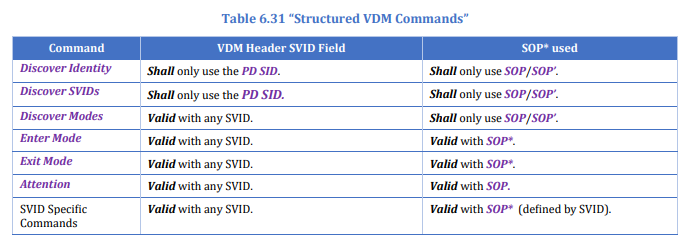 Table 6.31 “Structured VDM Commands”
Command VDM Header SVID Field SOP* used
Discover Identity Shall only use the PD SID. Shall only use SOP/SOP’.
Discover SVIDs Shall only use the PD SID. Shall only use SOP/SOP’.
Discover Modes Valid with any SVID. Shall only use SOP/SOP’.
Enter Mode Valid with any SVID. Valid with SOP*.
Exit Mode Valid with any SVID. Valid with SOP*.
Attention Valid with any SVID. Valid with SOP.
SVID Specific Valid with any SVID. Valid with SOP* (defined by SVID).
Commands